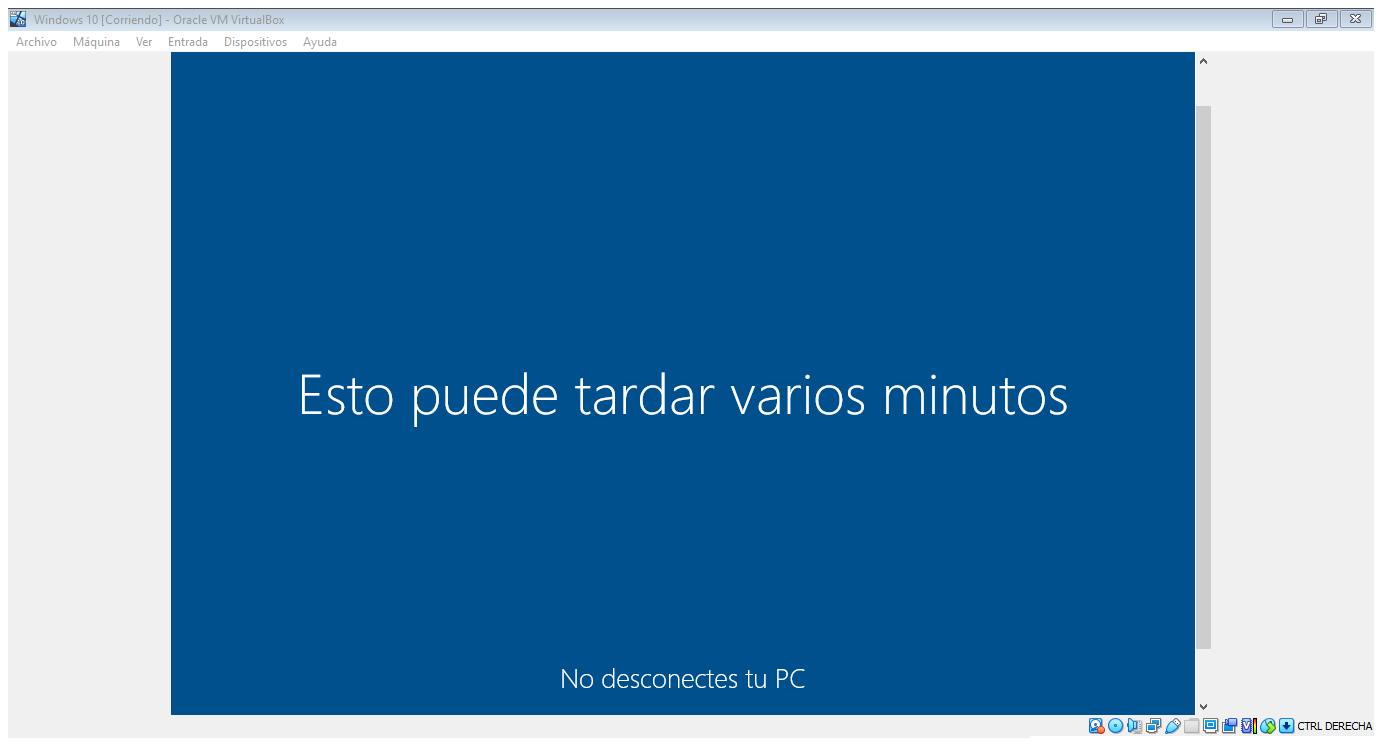 Windows 10 [Corriendo] - Oracle VM VirtualBox
Archivo Máquina Ver Entrada Dispositivos Ayuda
Esto puede tardar varios minutos
No desconectes tu PC
CTRL DERECHA